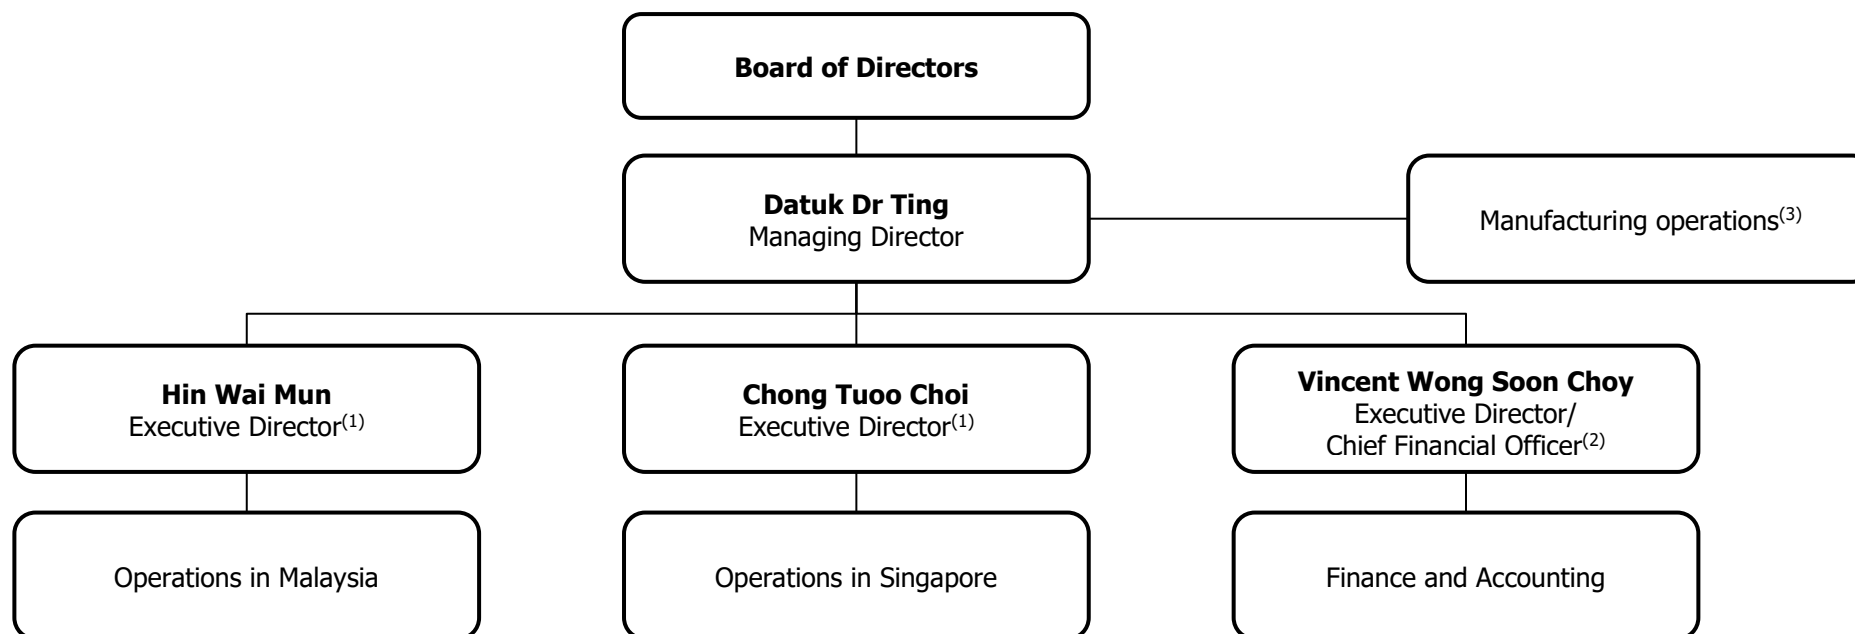 Board of Directors
Datuk Dr Ting
Managing Director
Manufacturing operations(3)
Hin Wai Mun
Executive Director(1)
Chong Tuoo Choi
Executive Director(1)
Vincent Wong Soon Choy
Executive Director/
Chief Financial Officer(2)
Operations in Malaysia
Operations in Singapore
Finance and Accounting